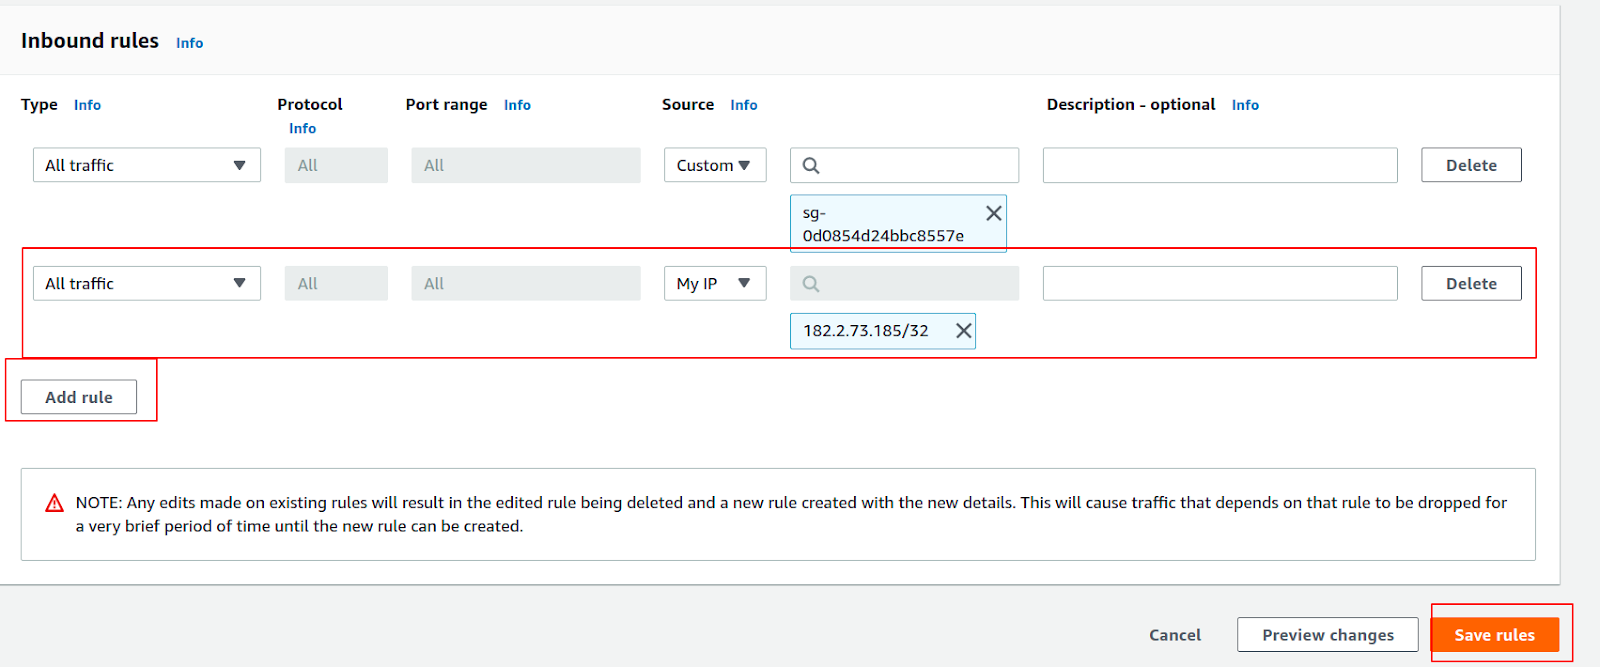 Inbound rules Info
Type Info Protocol Port range Info Source Info Description - optional Info
Info
All traffic All All Custom Delete
sg-
0d0854d24bbc8557e
All traffic All All My IP Delete
182.2.73.185/32
Add rule
NOTE: Any edits made on existing rules will result in the edited rule being deleted and a new rule created with the new details. This will cause traffic that depends on that rule to be dropped for
a very brief period of time until the new rule can be created.
Cancel Preview changes Save rules